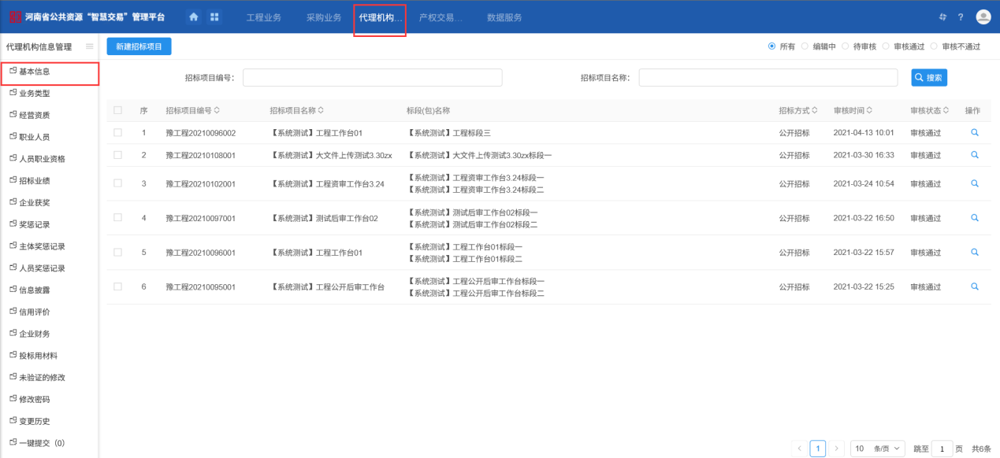 河南省公共资源“智慧交易”管理平台
工程业务 采购业务 代理机构... 产权交易... 数据服务
?
代理机构信息管理
基本信息
业务类型
经营资质
职业人员
人员职业资格
招标业绩
企业获奖
奖惩记录
主体奖惩记录
人员奖惩记录
信息披露
信用评价
企业财务
投标用材料
未验证的修改
修改密码
变更历史
一键提交（0）
新建招标项目
所有 编辑中 待审核 审核通过 审核不通过
招标项目编号： 招标项目名称： 搜索
序 招标项目编号 招标项目名称 标段(包)名称 招标方式 审核时间 审核状态 操作
1 豫工程20210096002 【系统测试】工程工作台01 【系统测试】工程标段三 公开招标 2021-04-13 10:01 审核通过
2 豫工程20210108001 【系统测试】大文件上传测试3.30zx 【系统测试】大文件上传测试3.30zx标段一 公开招标 2021-03-30 16:33 审核通过
3 豫工程20210102001 【系统测试】工程资审工作台3.24 【系统测试】工程资审工作台3.24标段一 公开招标 2021-03-24 10:54 审核通过
【系统测试】工程资审工作台3.24标段二
4 豫工程20210097001 【系统测试】测试后审工作台02 【系统测试】测试后审工作台02标段一 公开招标 2021-03-22 16:50 审核通过
【系统测试】测试后审工作台02标段二
5 豫工程20210096001 【系统测试】工程工作台01 【系统测试】工程工作台01标段一 公开招标 2021-03-22 15:57 审核通过
【系统测试】工程工作台01标段二
6 豫工程20210095001 【系统测试】工程公开后审工作台 【系统测试】工程公开后审工作台标段一 公开招标 2021-03-22 15:25 审核通过
【系统测试】工程公开后审工作台标段二
1 10 条/页 跳至 1 页 共6条